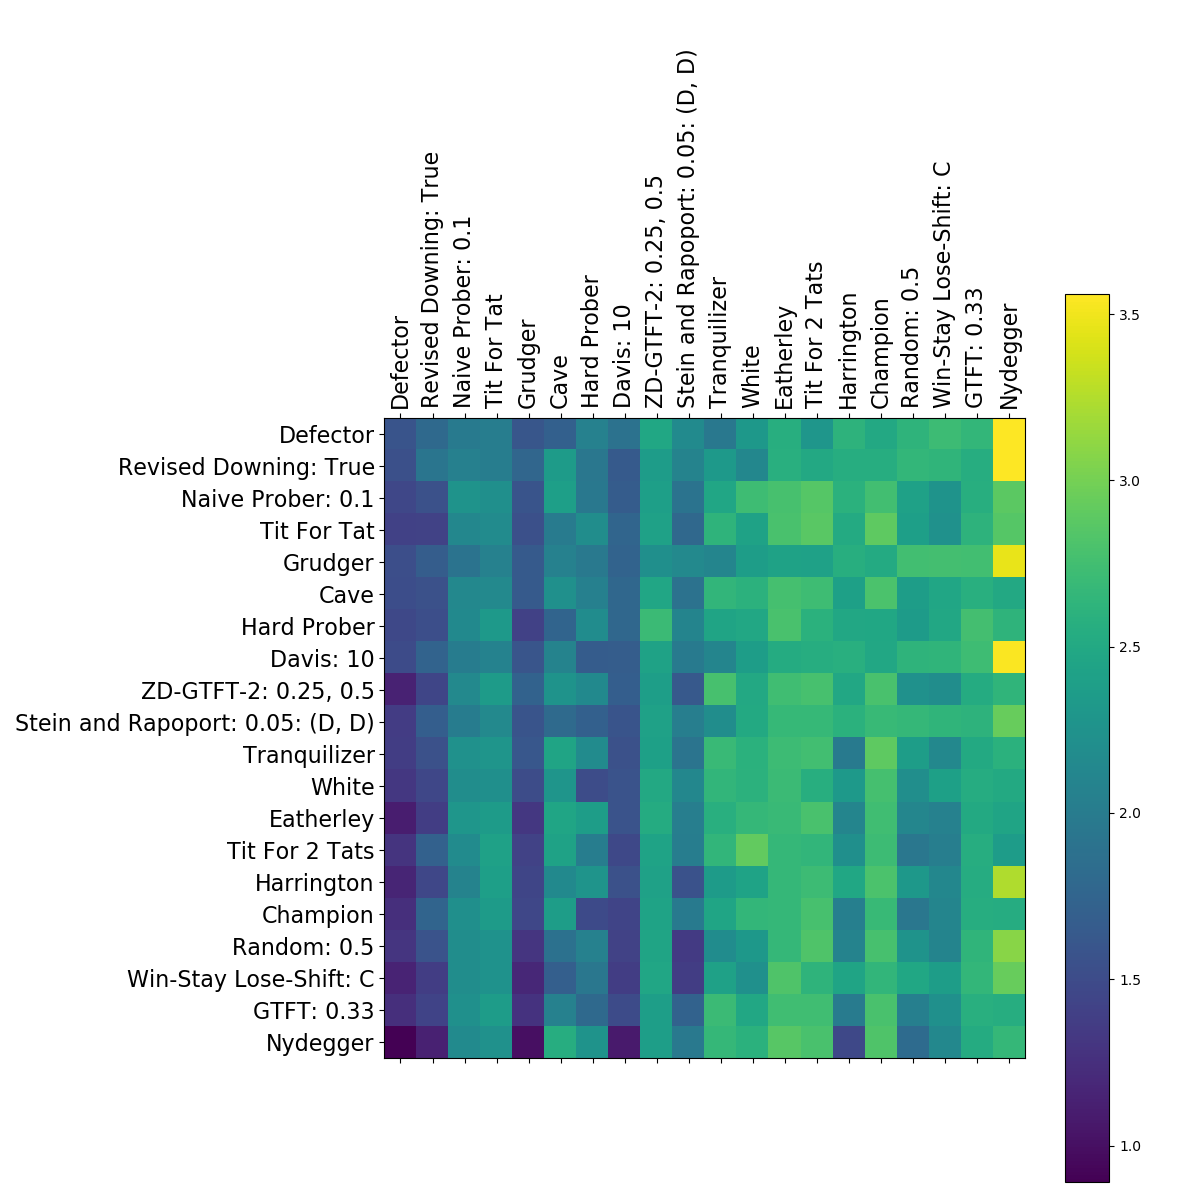 Defector
Revised Downing: True
Naive Prober: 0.1
Tit For Tat
Grudger
Cave
Hard Prober
Davis: 10
ZD-GTFT-2: 0.25, 0.5
Stein and Rapoport: 0.05: (D, D)
Tranquilizer
White
Eatherley
Tit For 2 Tats
Harrington
Champion
Random: 0.5
Win-Stay Lose-Shift: C
GTFT: 0.33
Nydegger
Defector
Revised Downing: True
Naive Prober: 0.1
Tit For Tat
Grudger
Cave
Hard Prober
Davis: 10
ZD-GTFT-2: 0.25, 0.5
Stein and Rapoport: 0.05: (D, D)
Tranquilizer
White
Eatherley
Tit For 2 Tats
Harrington
Champion
Random: 0.5
Win-Stay Lose-Shift: C
GTFT: 0.33
Nydegger
3.5
3.0
2.5
2.0
1.5
1.0